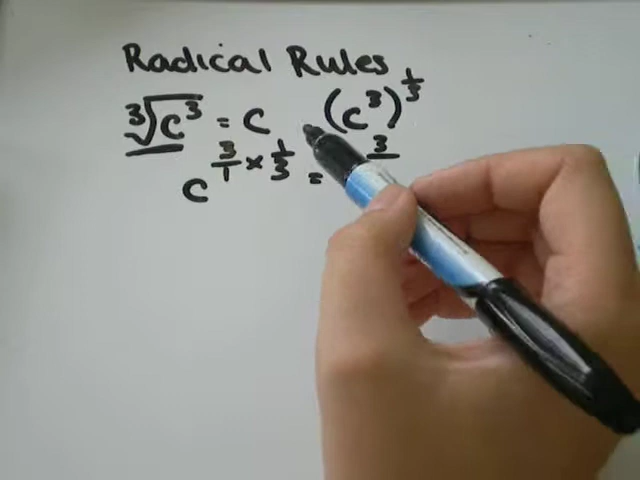 Radical Rules
∛c³ = c (c³)^1/3
c^3/1 × 1/3 = 3/